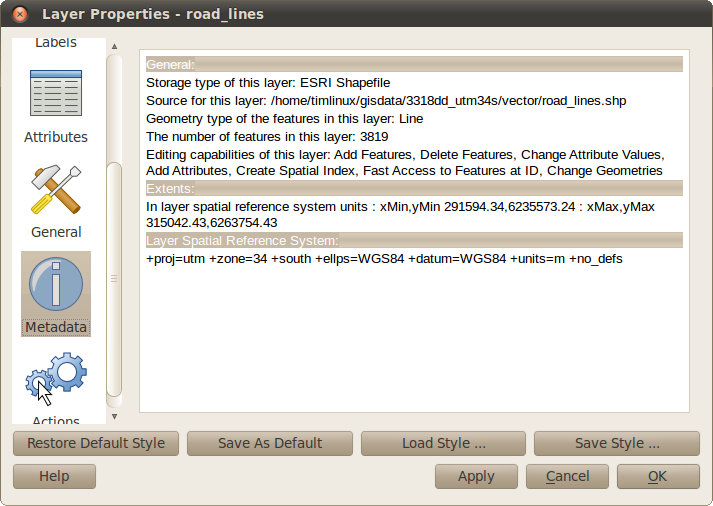 Layer Properties - road_lines
Labels
Attributes
General
Metadata
Actions
General:
Storage type of this layer: ESRI Shapefile
Source for this layer: /home/timlinux/gisdata/3318dd_utm34s/vector/road_lines.shp
Geometry type of the features in this layer: Line
The number of features in this layer: 3819
Editing capabilities of this layer: Add Features, Delete Features, Change Attribute Values,
Add Attributes, Create Spatial Index, Fast Access to Features at ID, Change Geometries
Extents:
In layer spatial reference system units : xMin,yMin 291594.34,6235573.24 : xMax,yMax
315042.43,6263754.43
Layer Spatial Reference System:
+proj=utm +zone=34 +south +ellps=WGS84 +datum=WGS84 +units=m +no_defs
Restore Default Style
Save As Default
Load Style ...
Save Style ...
Help
Apply
Cancel
OK